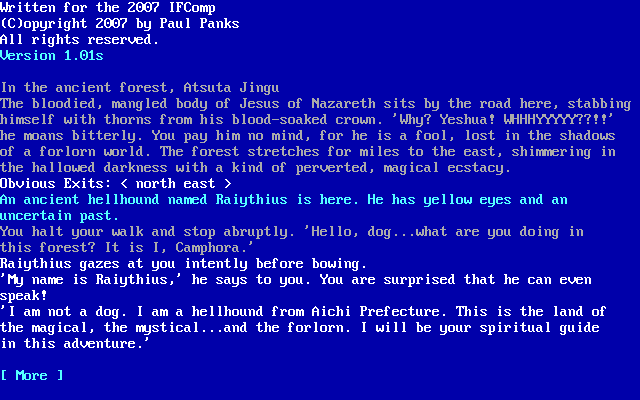 Written for the 2007 IFComp
(C)opyright 2007 by Paul Panks
All rights reserved.
Version 1.01s
In the ancient forest, Atsuta Jingu
The bloodied, mangled body of Jesus of Nazareth sits by the road here, stabbing
himself with thorns from his blood-soaked crown. 'Why? Yeshua! WHHHYYYYY??!!'
he moans bitterly. You pay him no mind, for he is a fool, lost in the shadows
of a forlorn world. The forest stretches for miles to the east, shimmering in
the hallowed darkness with a kind of perverted, magical ecstacy.
Obvious Exits: < north east >
An ancient hellhound named Raiythius is here. He has yellow eyes and an
uncertain past.
You halt your walk and stop abruptly. 'Hello, dog...what are you doing in
this forest? It is I, Camphora.'
Raiythius gazes at you intently before bowing.
'My name is Raiythius,' he says to you. You are surprised that he can even
speak!
'I am not a dog. I am a hellhound from Aichi Prefecture. This is the land of
the magical, the mystical...and the forlorn. I will be your spiritual guide
in this adventure.'
[ More ]